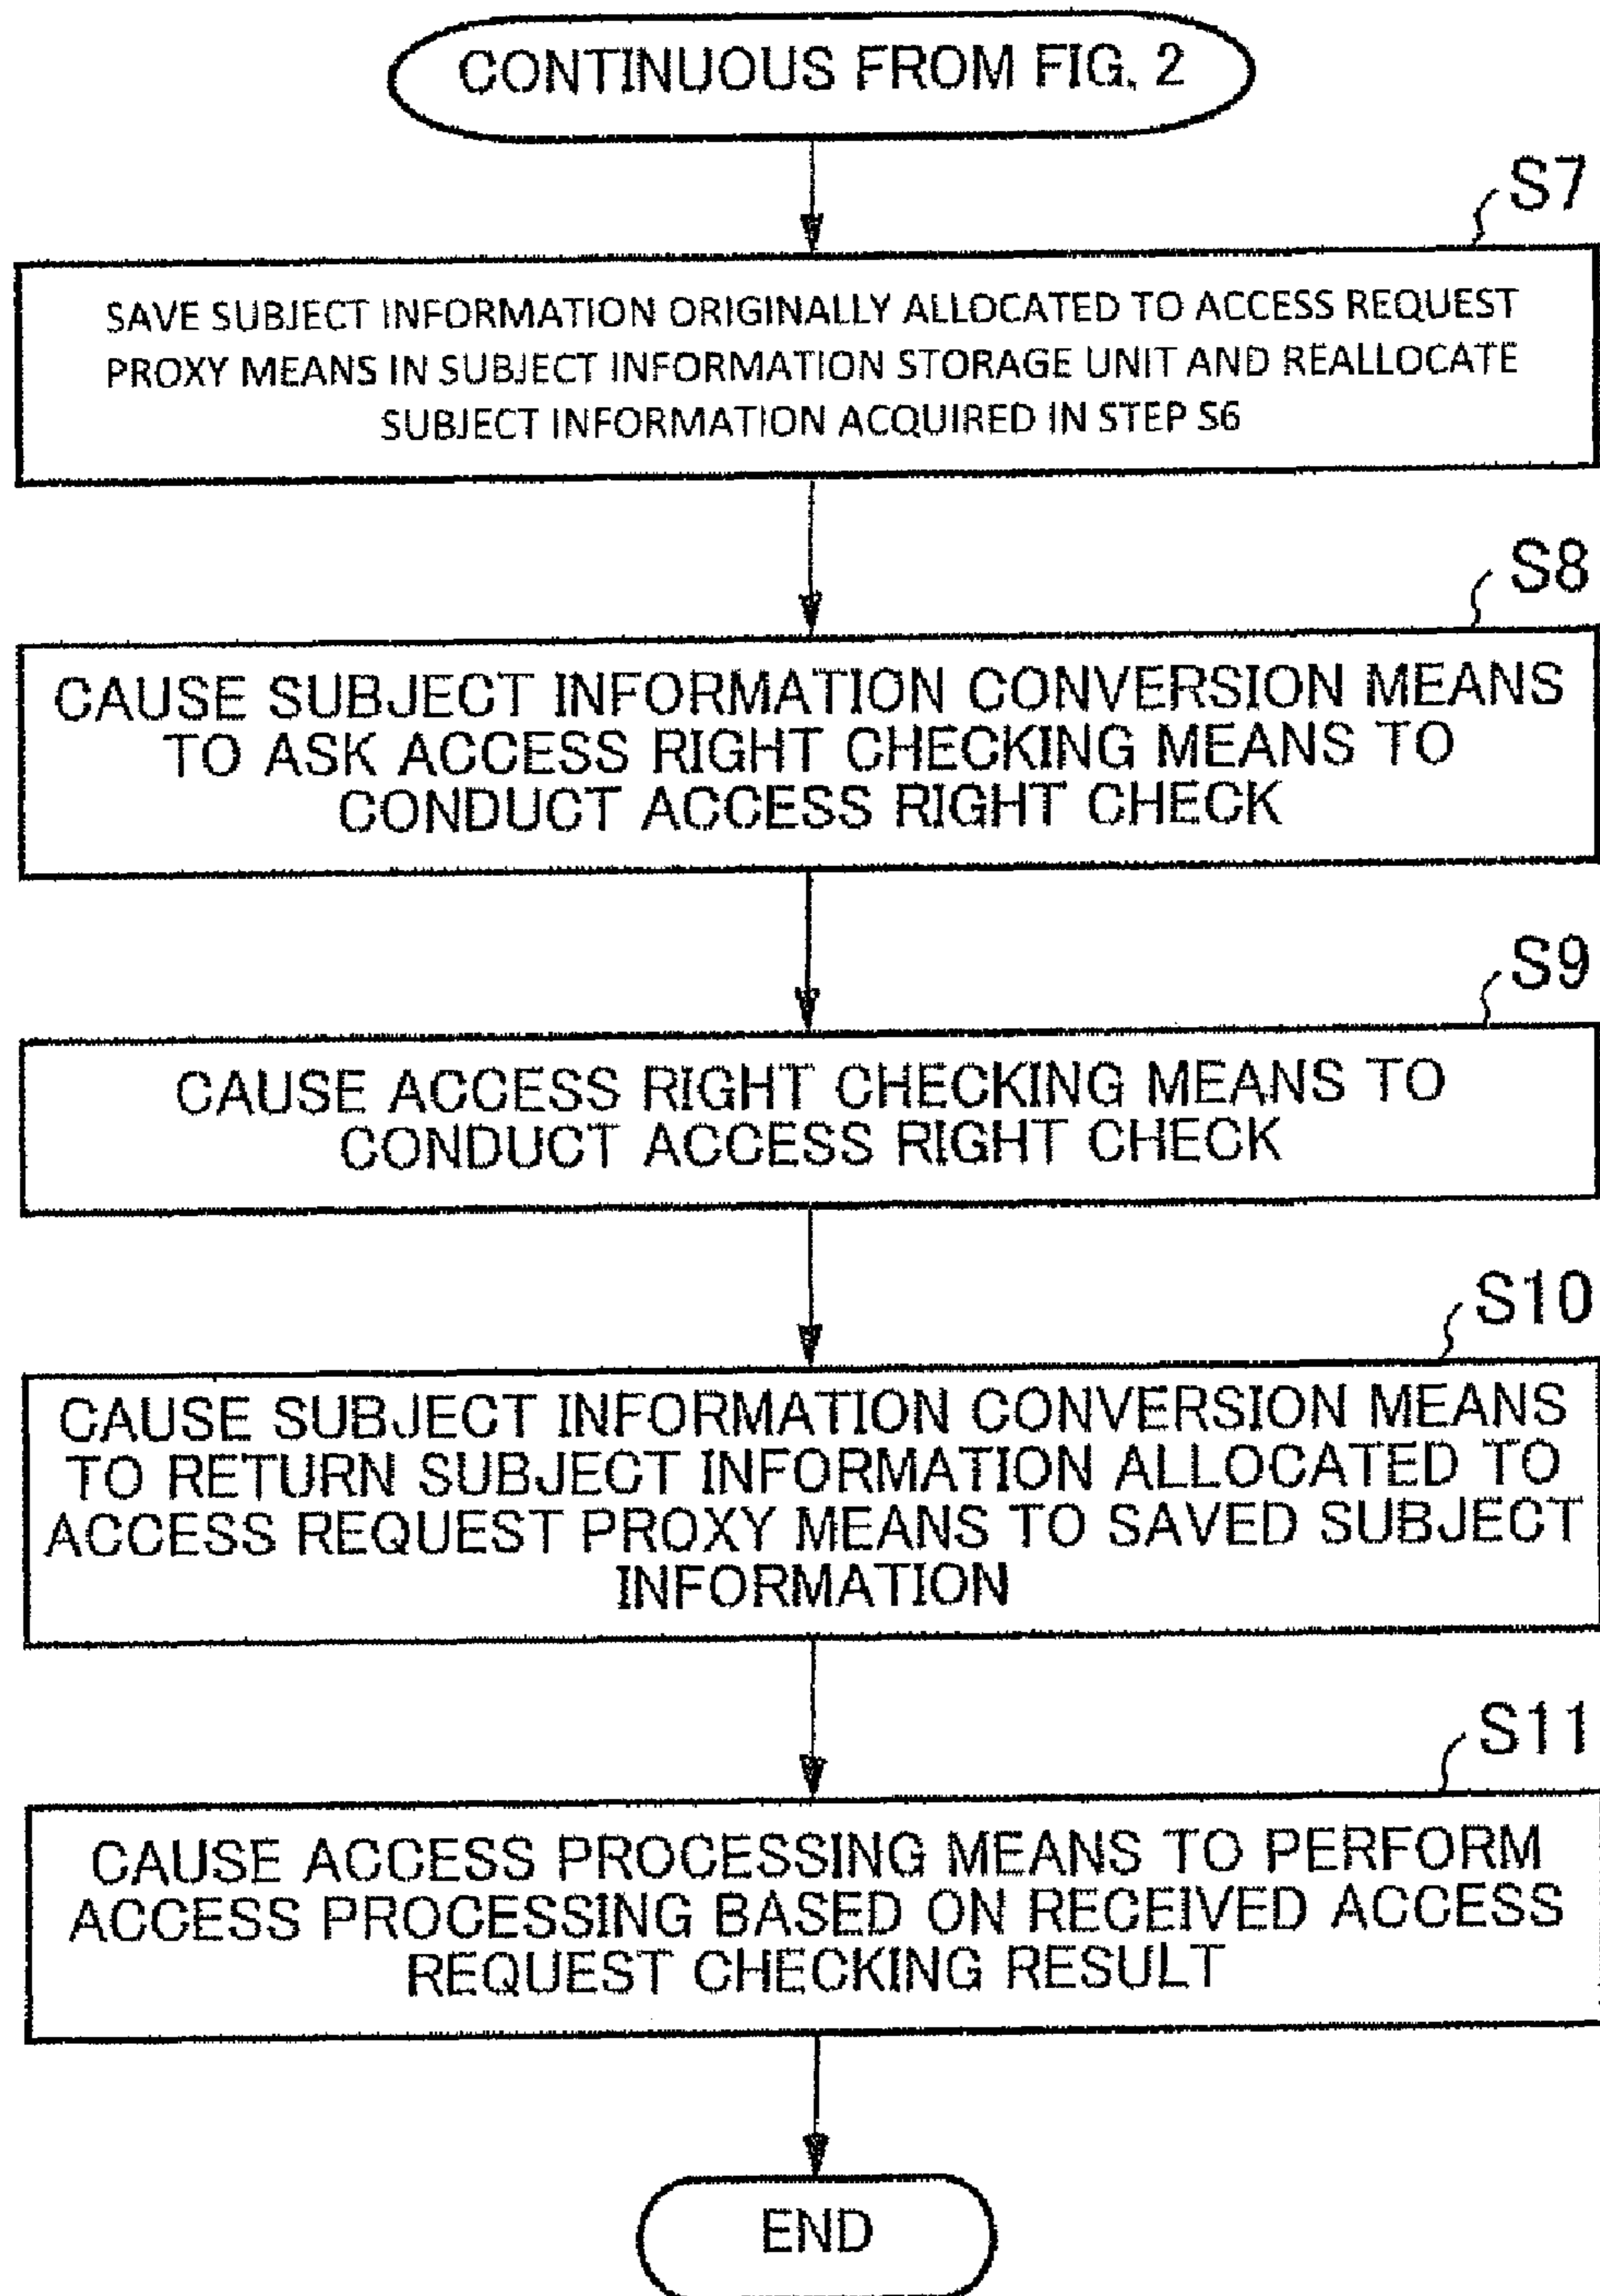 CONTINUOUS FROM FIG. 2
S7
SAVE SUBJECT INFORMATION ORIGINALLY ALLOCATED TO ACCESS REQUEST
PROXY MEANS IN SUBJECT INFORMATION STORAGE UNIT AND REALLOCATE
SUBJECT INFORMATION ACQUIRED IN STEP S6
S8
CAUSE SUBJECT INFORMATION CONVERSION MEANS
TO ASK ACCESS RIGHT CHECKING MEANS TO
CONDUCT ACCESS RIGHT CHECK
S9
CAUSE ACCESS RIGHT CHECKING MEANS TO
CONDUCT ACCESS RIGHT CHECK
S10
CAUSE SUBJECT INFORMATION CONVERSION MEANS
TO RETURN SUBJECT INFORMATION ALLOCATED TO
ACCESS REQUEST PROXY MEANS TO SAVED SUBJECT
INFORMATION
S11
CAUSE ACCESS PROCESSING MEANS TO PERFORM
ACCESS PROCESSING BASED ON RECEIVED ACCESS
REQUEST CHECKING RESULT
END